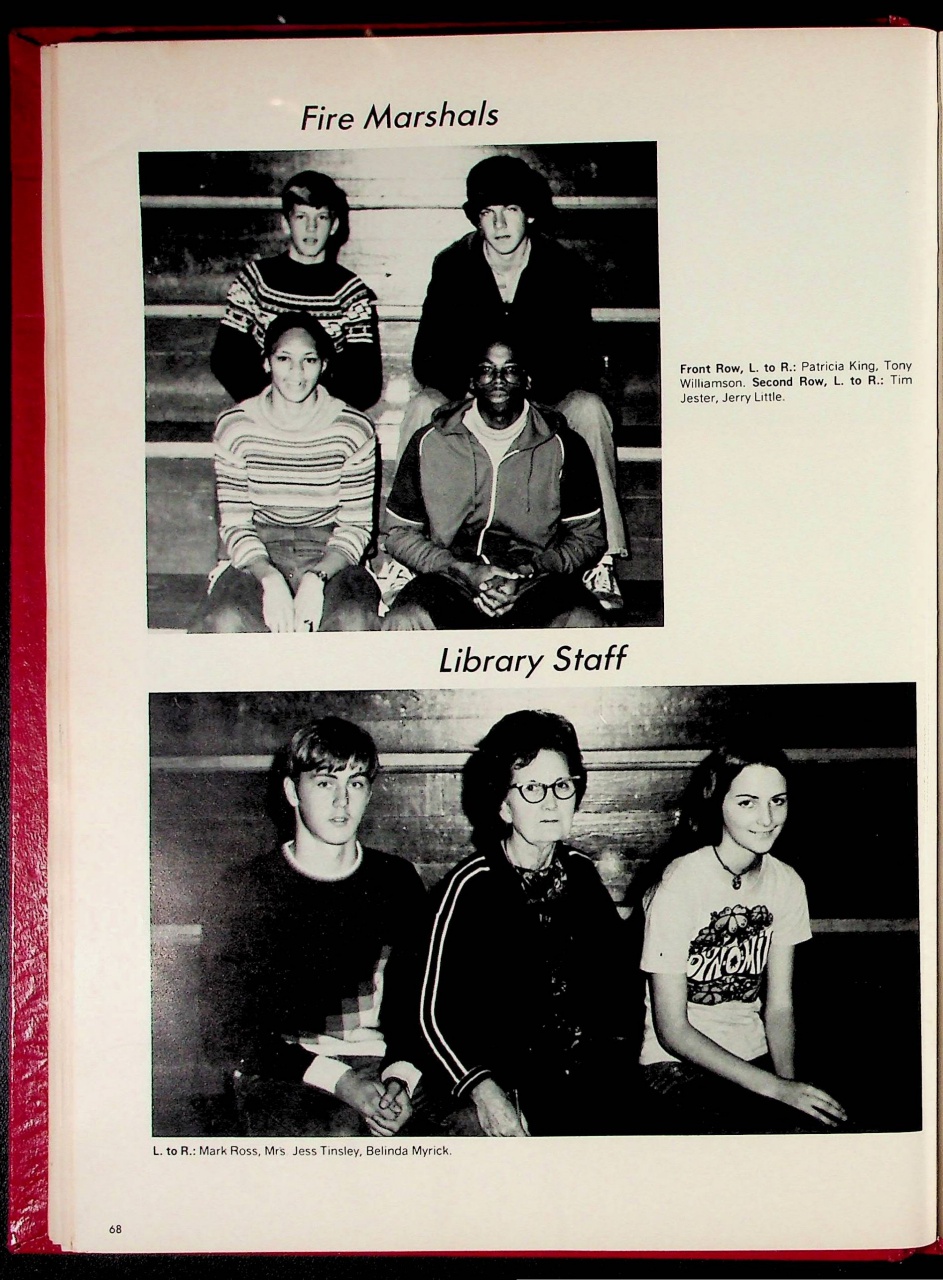 Fire Marshals
Front Row, L. to R.: Patricia King, Tony
Williamson. Second Row, L. to R.: Tim
Jester, Jerry Little.
Library Staff
L. to R.: Mark Ross, Mrs Jess Tinsley, Belinda Myrick.
68